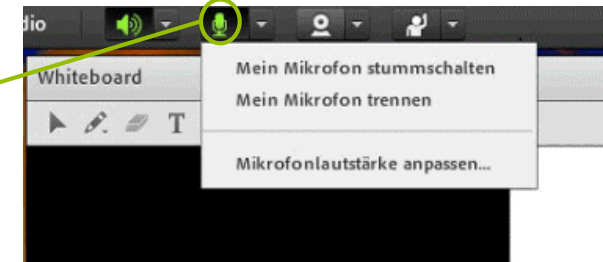 dio
Whiteboard
T
Mein Mikrofon stummschalten
Mein Mikrofon trennen
Mikrofonlautstärke anpassen...